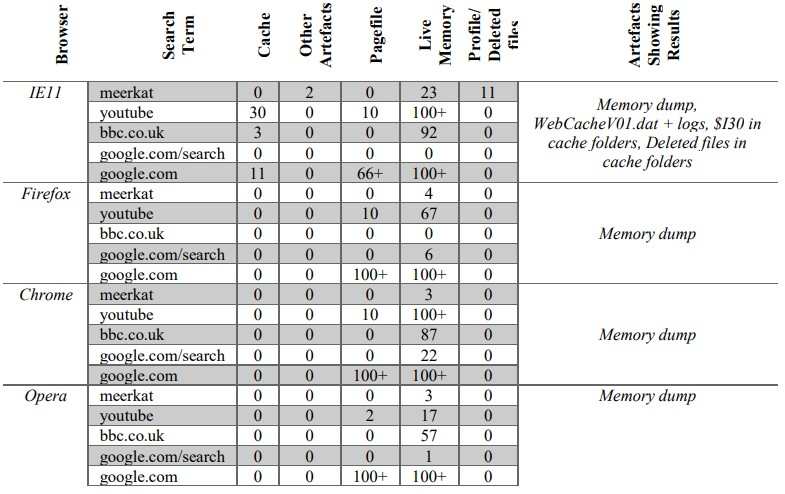 Browser Search Term Cache Other Artefacts Pagefile Live Memory Profile/ Deleted files Artefacts Showing Results
IE11 meerkat 0 2 0 23 11
youtube 30 0 10 100+ 0
bbc.co.uk 3 0 0 92 0
google.com/search 0 0 0 0 0
google.com 11 0 66+ 100+ 0
Memory dump,
WebCacheV01.dat + logs, $I30 in
cache folders, Deleted files in
cache folders
Firefox meerkat 0 0 0 4 0
youtube 0 0 10 67 0
bbc.co.uk 0 0 0 0 0
google.com/search 0 0 0 6 0
google.com 0 0 100+ 100+ 0
Memory dump
Chrome meerkat 0 0 0 3 0
youtube 0 0 10 100+ 0
bbc.co.uk 0 0 0 87 0
google.com/search 0 0 0 22 0
google.com 0 0 100+ 100+ 0
Memory dump
Opera meerkat 0 0 0 3 0 Memory dump
youtube 0 0 2 17 0
bbc.co.uk 0 0 0 57 0
google.com/search 0 0 0 1 0
google.com 0 0 100+ 100+ 0